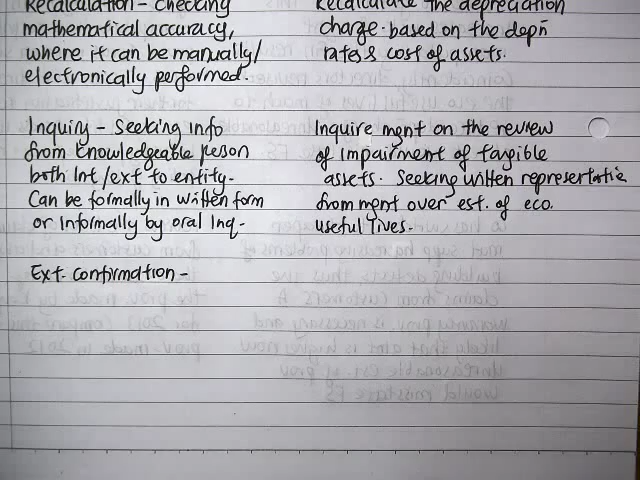 Recalculation - checking
mathematical accuracy,
where it can be manually/
electronically performed.
Recalculate the depreciation
charge based on the depn
rates & cost of assets.
Inquiry - Seeking info
from knowledgeable person
both Int/ext to entity.
Can be formally in written form
or Informally by oral Inq.
Inquire mgnt on the review
of impairment of tangible
assets. Seeking written representatie
from mgnt over est. of eco.
useful lives.
Ext. confirmation -